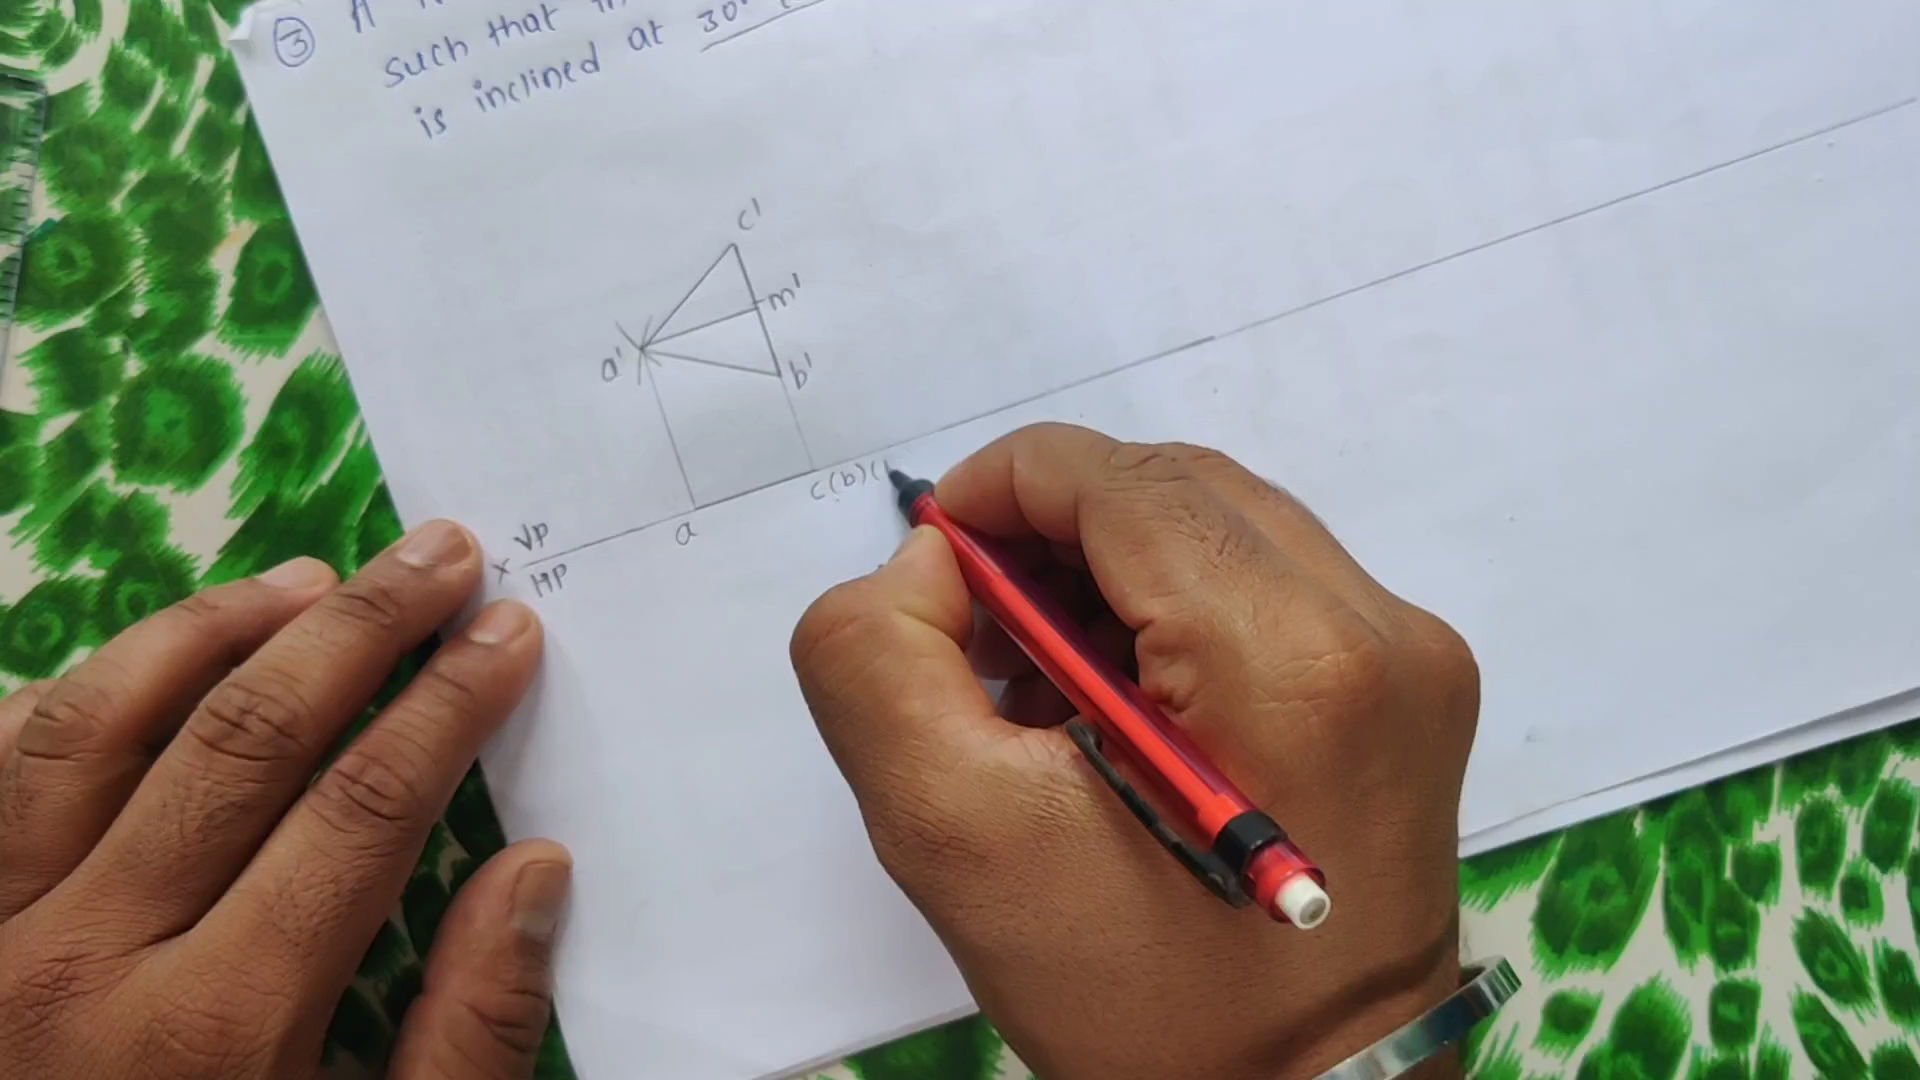 ③ A
such that
is inclined at 30°
c'
m'
a'
b'
c(b)(
a
x VP
HP